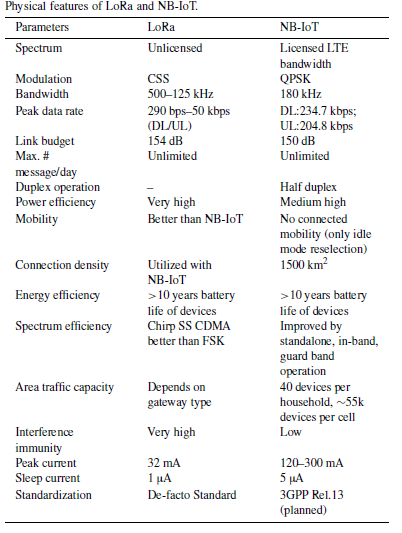 Physical features of LoRa and NB-IoT.
Parameters LoRa NB-IoT
Spectrum Unlicensed Licensed LTE
bandwidth
Modulation CSS QPSK
Bandwidth 500–125 kHz 180 kHz
Peak data rate 290 bps–50 kbps DL:234.7 kbps;
(DL/UL) UL:204.8 kbps
Link budget 154 dB 150 dB
Max. # Unlimited Unlimited
message/day
Duplex operation – Half duplex
Power efficiency Very high Medium high
Mobility Better than NB-IoT No connected
mobility (only idle
mode reselection)
Connection density Utilized with 1500 km²
NB-IoT
Energy efficiency >10 years battery >10 years battery
life of devices life of devices
Spectrum efficiency Chirp SS CDMA Improved by
better than FSK standalone, in-band,
guard band
operation
Area traffic capacity Depends on 40 devices per
gateway type household, ~55k
devices per cell
Interference Very high Low
immunity
Peak current 32 mA 120–300 mA
Sleep current 1 μA 5 μA
Standardization De-facto Standard 3GPP Rel.13
(planned)